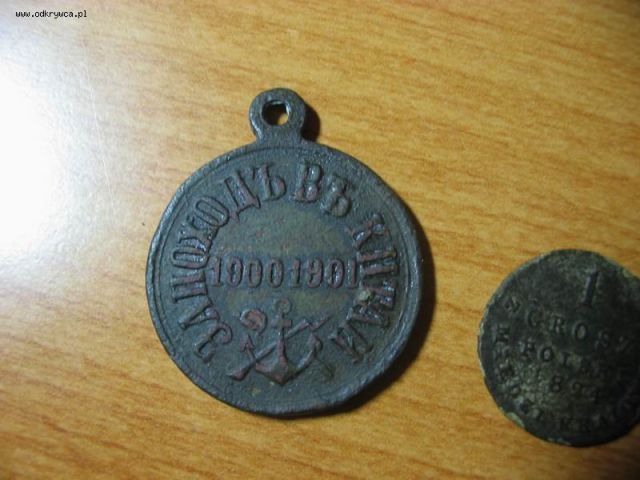 www.odkrywca.pl
ЗА ПОХОДЪ ВЪ КИТАЙ
1900-1901
1
GROSZ